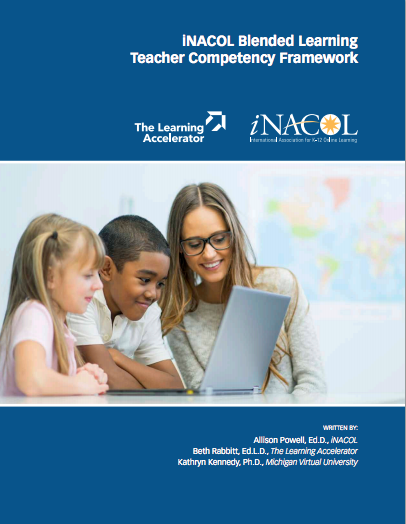 iNACOL Blended Learning
Teacher Competency Framework
The Learning
Accelerator
iNACOL
International Association for K–12 Online Learning
WRITTEN BY:
Allison Powell, Ed.D., iNACOL
Beth Rabbitt, Ed.L.D., The Learning Accelerator
Kathryn Kennedy, Ph.D., Michigan Virtual University